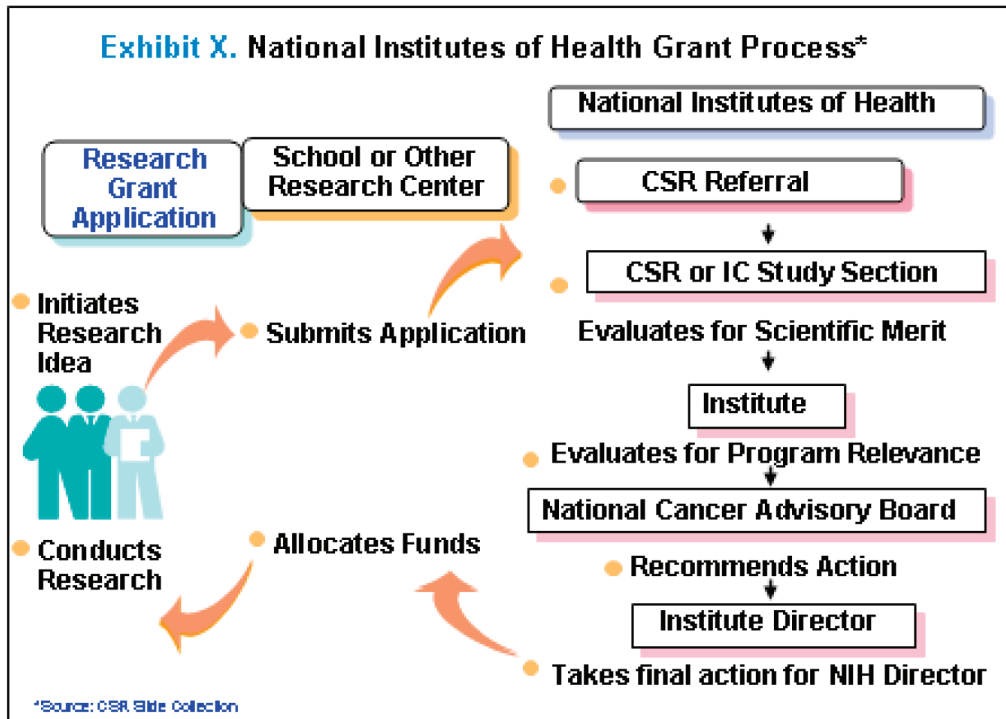 Exhibit X. National Institutes of Health Grant Process*
National Institutes of Health
Research
Grant
Application
School or Other
Research Center
CSR Referral
CSR or IC Study Section
Initiates
Research
Idea
Submits Application
Evaluates for Scientific Merit
Institute
Evaluates for Program Relevance
National Cancer Advisory Board
Conducts
Research
Allocates Funds
Recommends Action
Institute Director
Takes final action for NIH Director
*Source: CSR Slide Collection